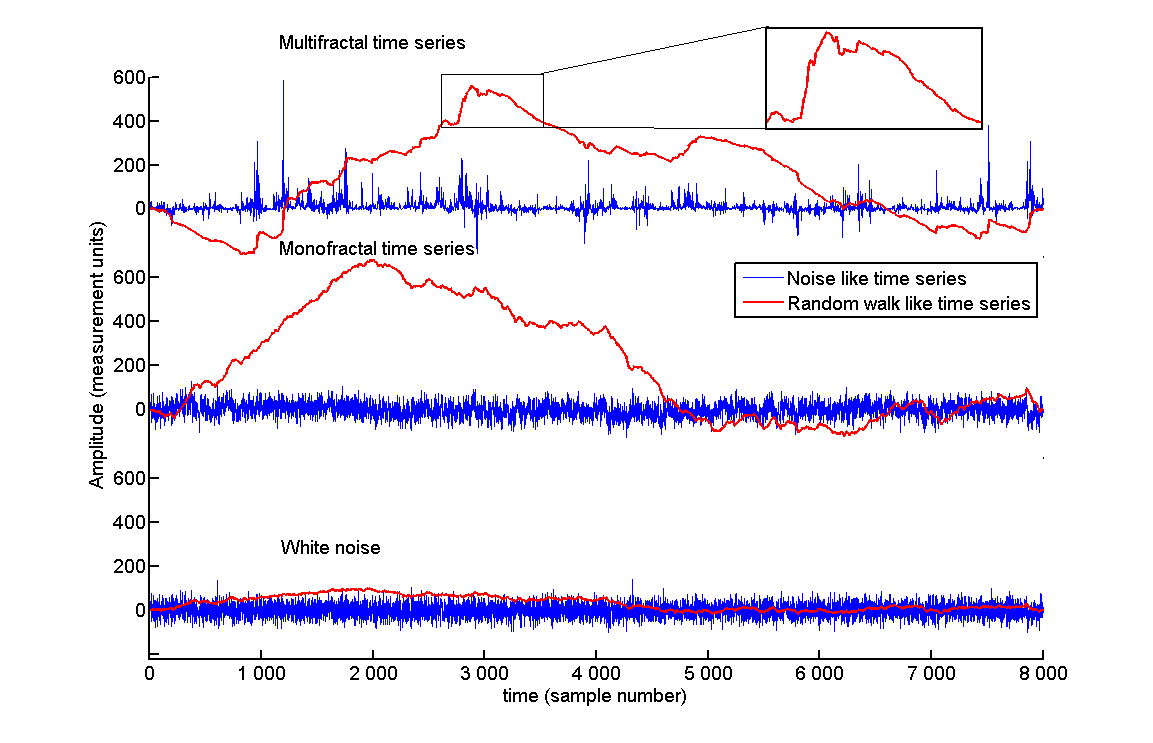 Multifractal time series
600
400
200
0
Monofractal time series
600
400
200
0
Noise like time series
Random walk like time series
Amplitude (measurement units)
600
400
200
0
White noise
0 1 000 2 000 3 000 4 000 5 000 6 000 7 000 8 000
time (sample number)